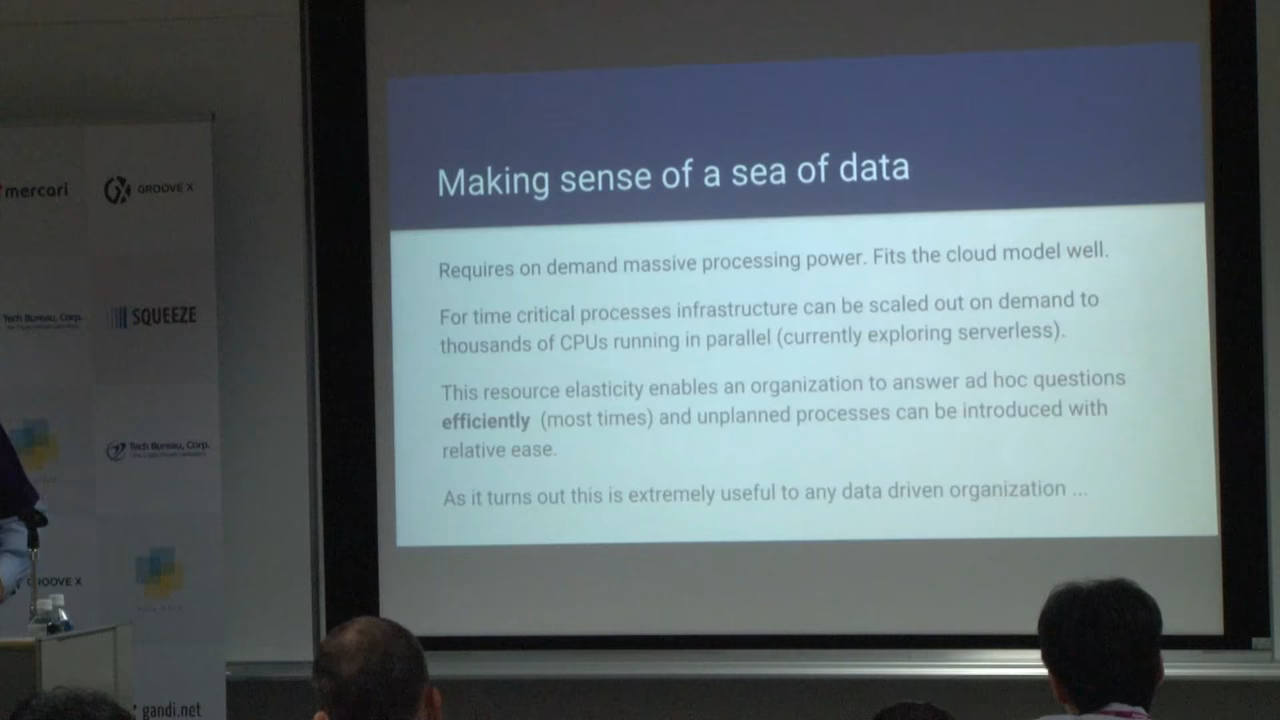 Making sense of a sea of data
Requires on demand massive processing power. Fits the cloud model well.
For time critical processes infrastructure can be scaled out on demand to
thousands of CPUs running in parallel (currently exploring serverless).
This resource elasticity enables an organization to answer ad hoc questions
efficiently (most times) and unplanned processes can be introduced with
relative ease.
As it turns out this is extremely useful to any data driven organization ...
mercari
GROOVE X
Tech Bureau, Corp.
SQUEEZE
Tech Bureau, Corp.
GROOVE X
gandi.net